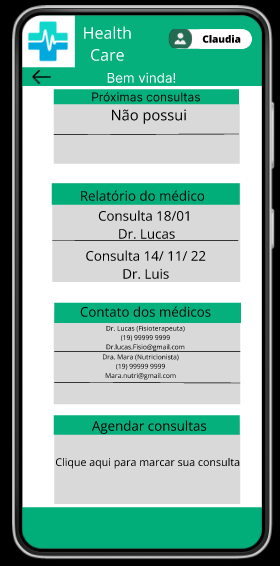 Health
Care
Claudia
Bem vinda!
Próximas consultas
Não possui
Relatório do médico
Consulta 18/01
Dr. Lucas
Consulta 14/ 11/ 22
Dr. Luis
Contato dos médicos
Dr. Lucas (Fisioterapeuta)
(19) 99999 9999
Dr.lucas.Fisio@gmail.com
Dra. Mara (Nutricionista)
(19) 99999 9999
Mara.nutri@gmail.com
Agendar consultas
Clique aqui para marcar sua consulta